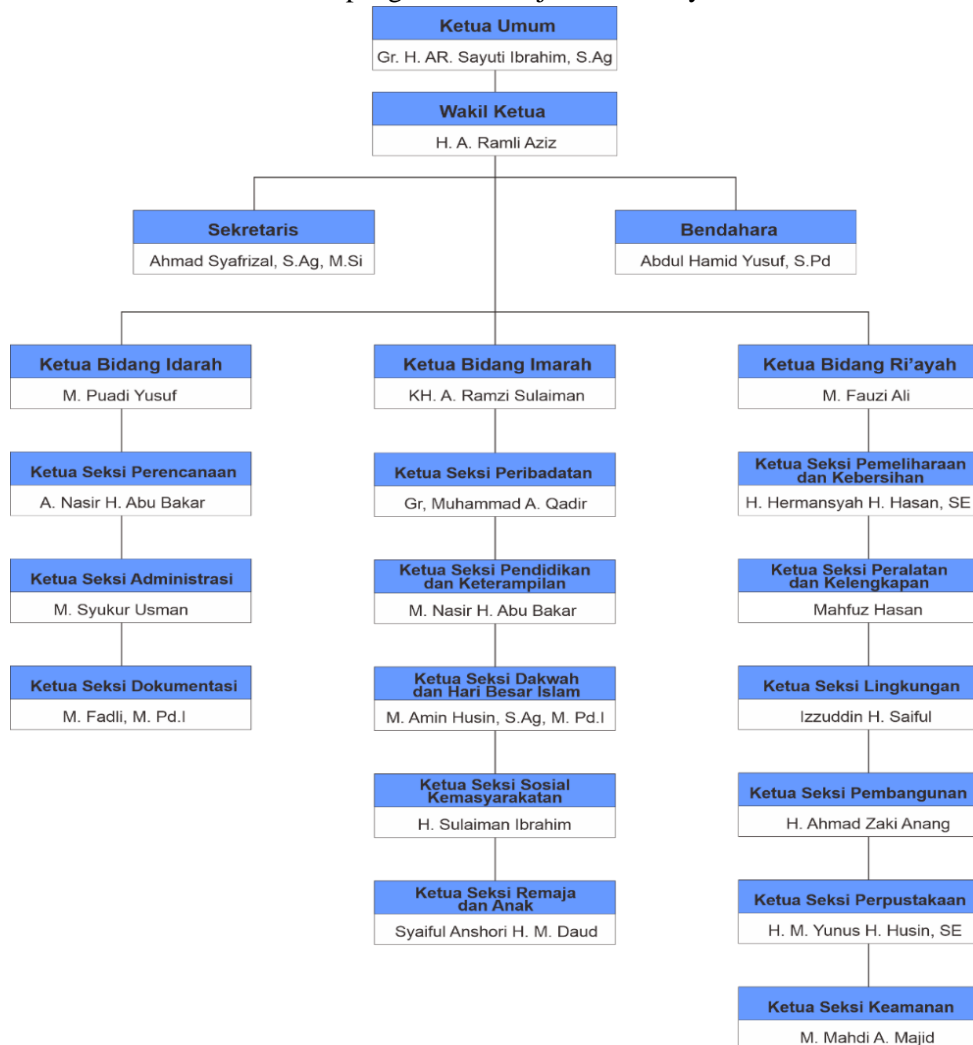 Ketua Umum
Gr. H. AR. Sayuti Ibrahim, S.Ag
Wakil Ketua
H. A. Ramli Aziz
Sekretaris
Ahmad Syafrizal, S.Ag, M.Si
Bendahara
Abdul Hamid Yusuf, S.Pd
Ketua Bidang Idarah
M. Puadi Yusuf
Ketua Seksi Perencanaan
A. Nasir H. Abu Bakar
Ketua Seksi Administrasi
M. Syukur Usman
Ketua Seksi Dokumentasi
M. Fadli, M. Pd.I
Ketua Bidang Imarah
KH. A. Ramzi Sulaiman
Ketua Seksi Peribadatan
Gr, Muhammad A. Qadir
Ketua Seksi Pendidikan
dan Keterampilan
M. Nasir H. Abu Bakar
Ketua Seksi Dakwah
dan Hari Besar Islam
M. Amin Husin, S.Ag, M. Pd.I
Ketua Seksi Sosial
Kemasyarakatan
H. Sulaiman Ibrahim
Ketua Seksi Remaja
dan Anak
Syaiful Anshori H. M. Daud
Ketua Bidang Ri’ayah
M. Fauzi Ali
Ketua Seksi Pemeliharaan
dan Kebersihan
H. Hermansyah H. Hasan, SE
Ketua Seksi Peralatan
dan Kelengkapan
Mahfuz Hasan
Ketua Seksi Lingkungan
Izzuddin H. Saiful
Ketua Seksi Pembangunan
H. Ahmad Zaki Anang
Ketua Seksi Perpustakaan
H. M. Yunus H. Husin, SE
Ketua Seksi Keamanan
M. Mahdi A. Majid